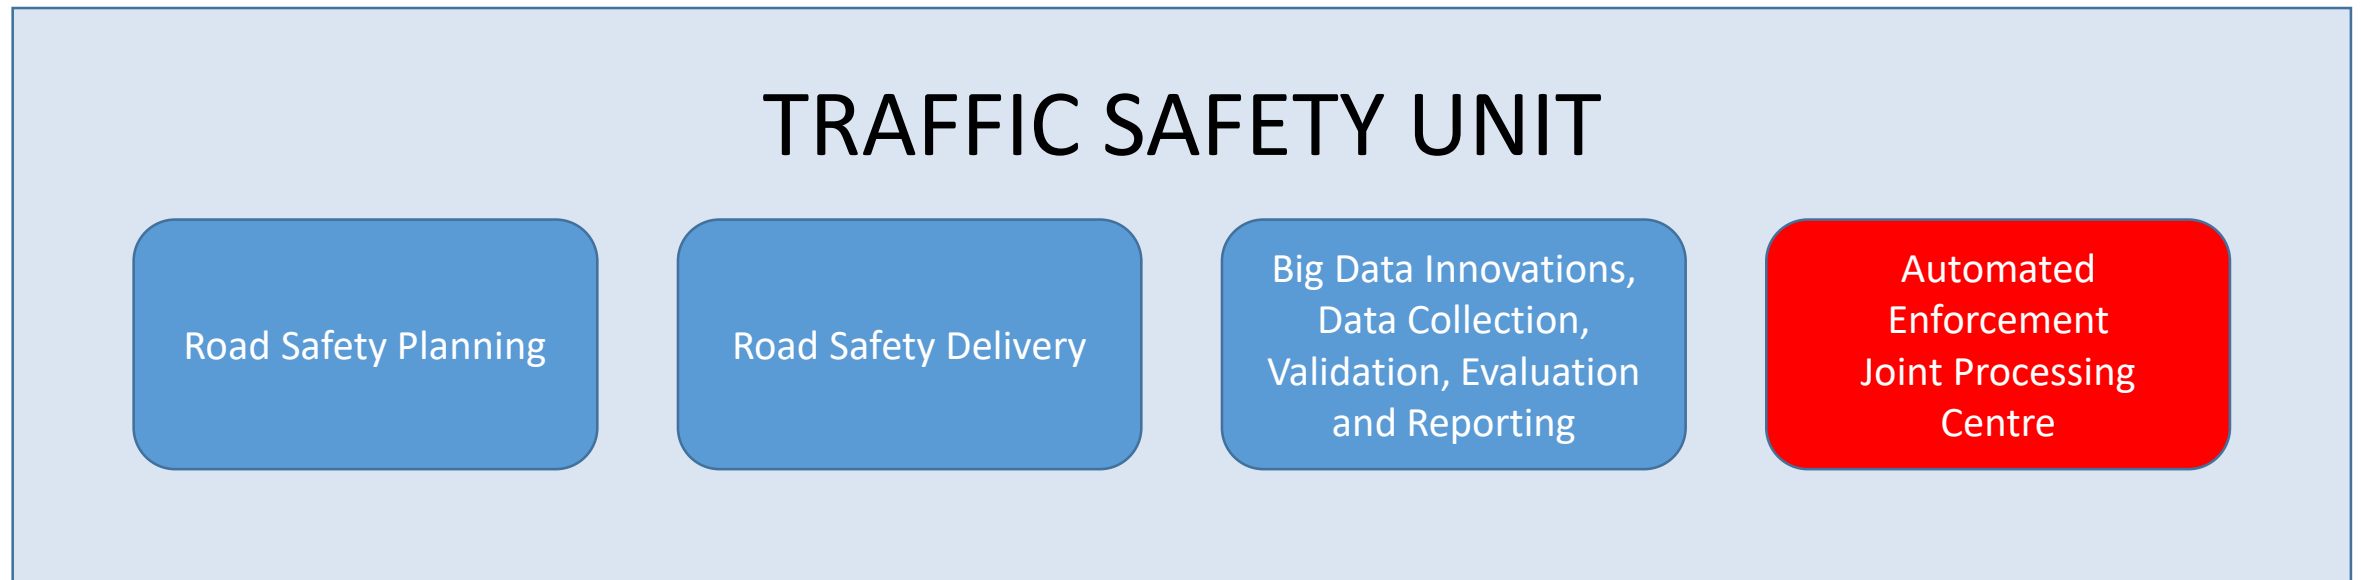 TRAFFIC SAFETY UNIT
Road Safety Planning
Road Safety Delivery
Big Data Innovations,
Data Collection,
Validation, Evaluation
and Reporting
Automated
Enforcement
Joint Processing
Centre